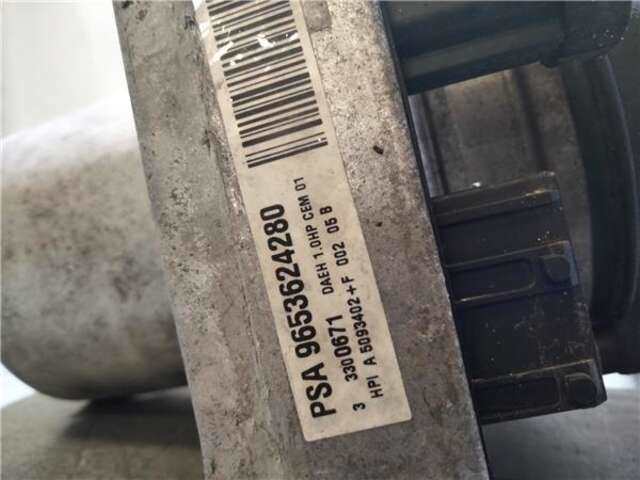 PSA 9653624280
DAEH 1.0HP CEM 01
3 3300671
HPI A 5093402+F 002 05 B